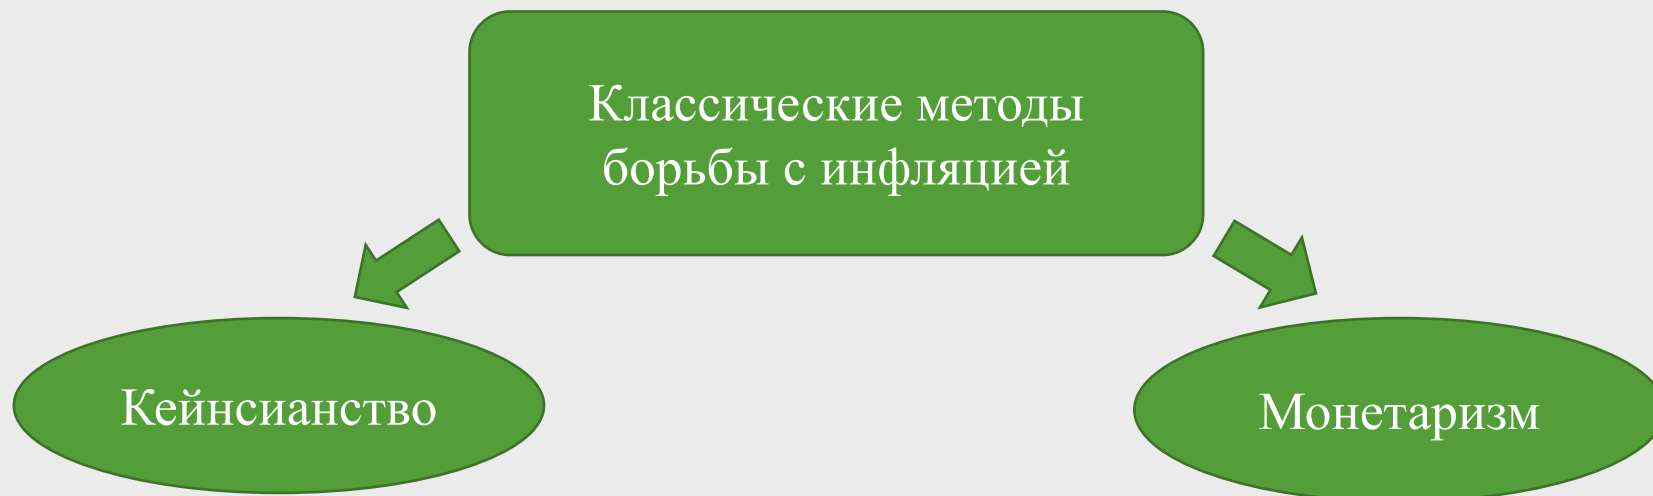 Классические методы
борьбы с инфляцией
Кейнсианство
Монетаризм